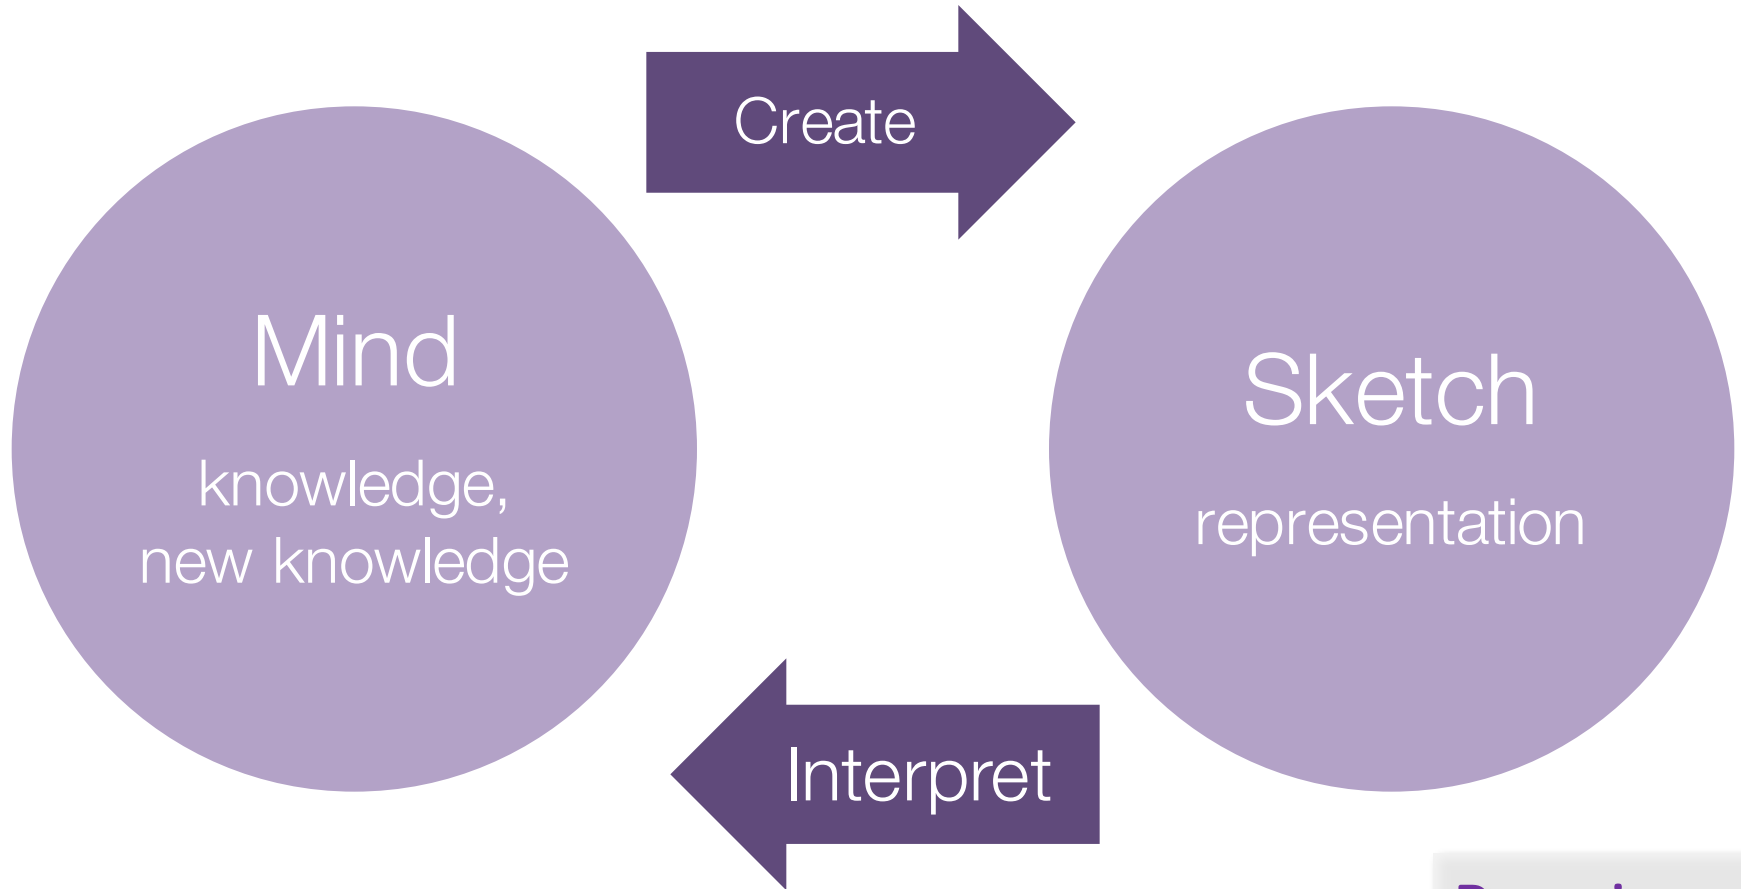 Create
Mind
knowledge,
new knowledge
Sketch
representation
Interpret